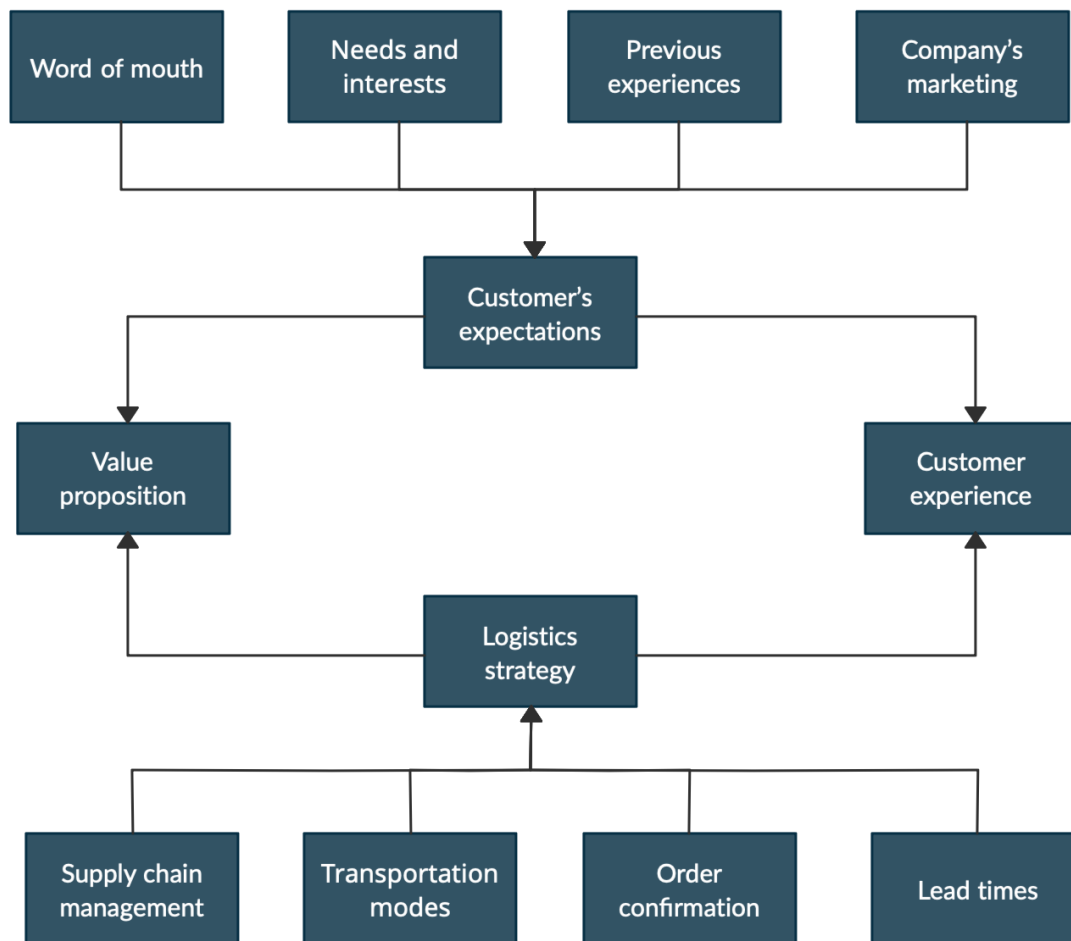 Word of mouth
Needs and
interests
Previous
experiences
Company’s
marketing
Customer’s
expectations
Value
proposition
Customer
experience
Logistics
strategy
Supply chain
management
Transportation
modes
Order
confirmation
Lead times